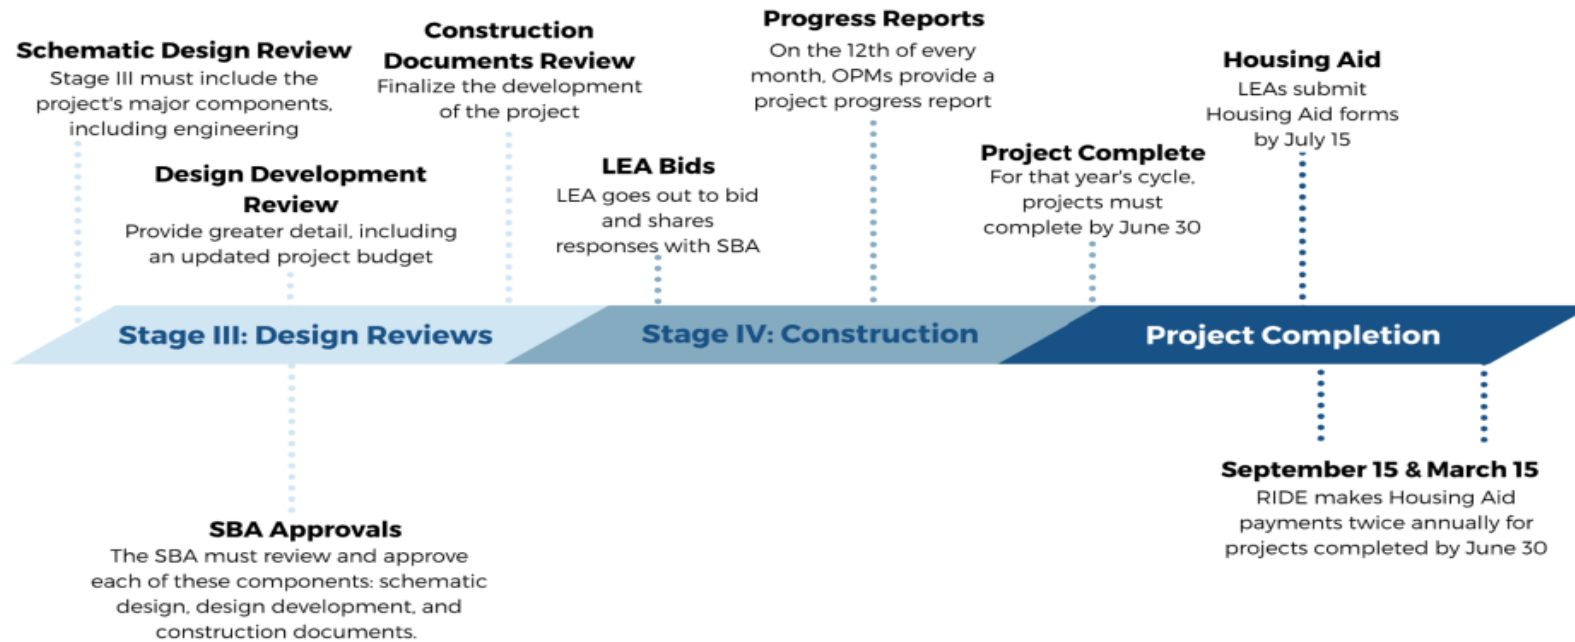 Schematic Design Review
Stage III must include the
project's major components,
including engineering
Design Development
Review
Provide greater detail, including
an updated project budget
Construction
Documents Review
Finalize the development
of the project
LEA Bids
LEA goes out to bid
and shares
responses with SBA
Progress Reports
On the 12th of every
month, OPMs provide a
project progress report
Project Complete
For that year's cycle,
projects must
complete by June 30
Housing Aid
LEAs submit
Housing Aid forms
by July 15
Stage III: Design Reviews
Stage IV: Construction
Project Completion
SBA Approvals
The SBA must review and approve
each of these components: schematic
design, design development, and
construction documents.
September 15 & March 15
RIDE makes Housing Aid
payments twice annually for
projects completed by June 30